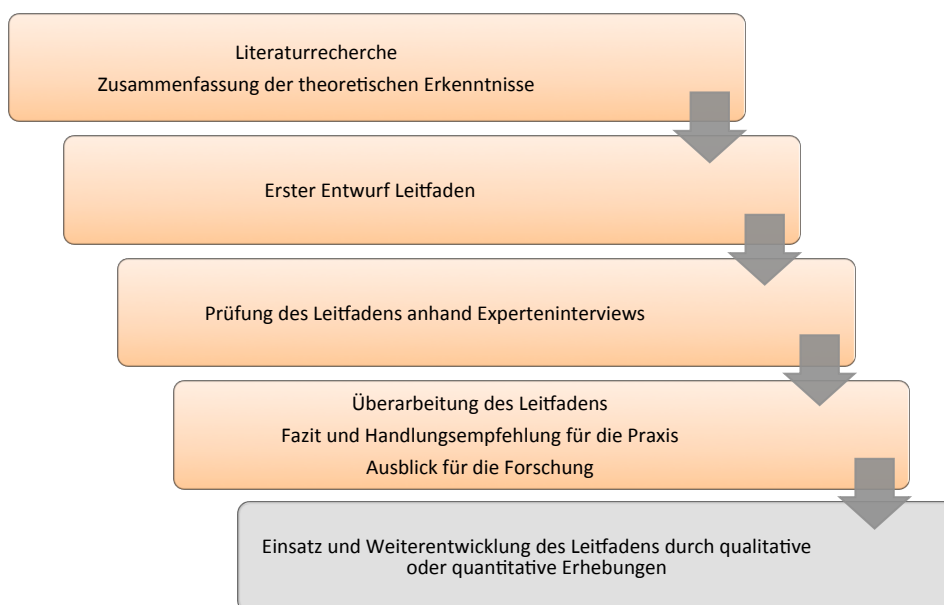 Literaturrecherche
Zusammenfassung der theoretischen Erkenntnisse
Erster Entwurf Leitfaden
Prüfung des Leitfadens anhand Experteninterviews
Überarbeitung des Leitfadens
Fazit und Handlungsempfehlung für die Praxis
Ausblick für die Forschung
Einsatz und Weiterentwicklung des Leitfadens durch qualitative
oder quantitative Erhebungen